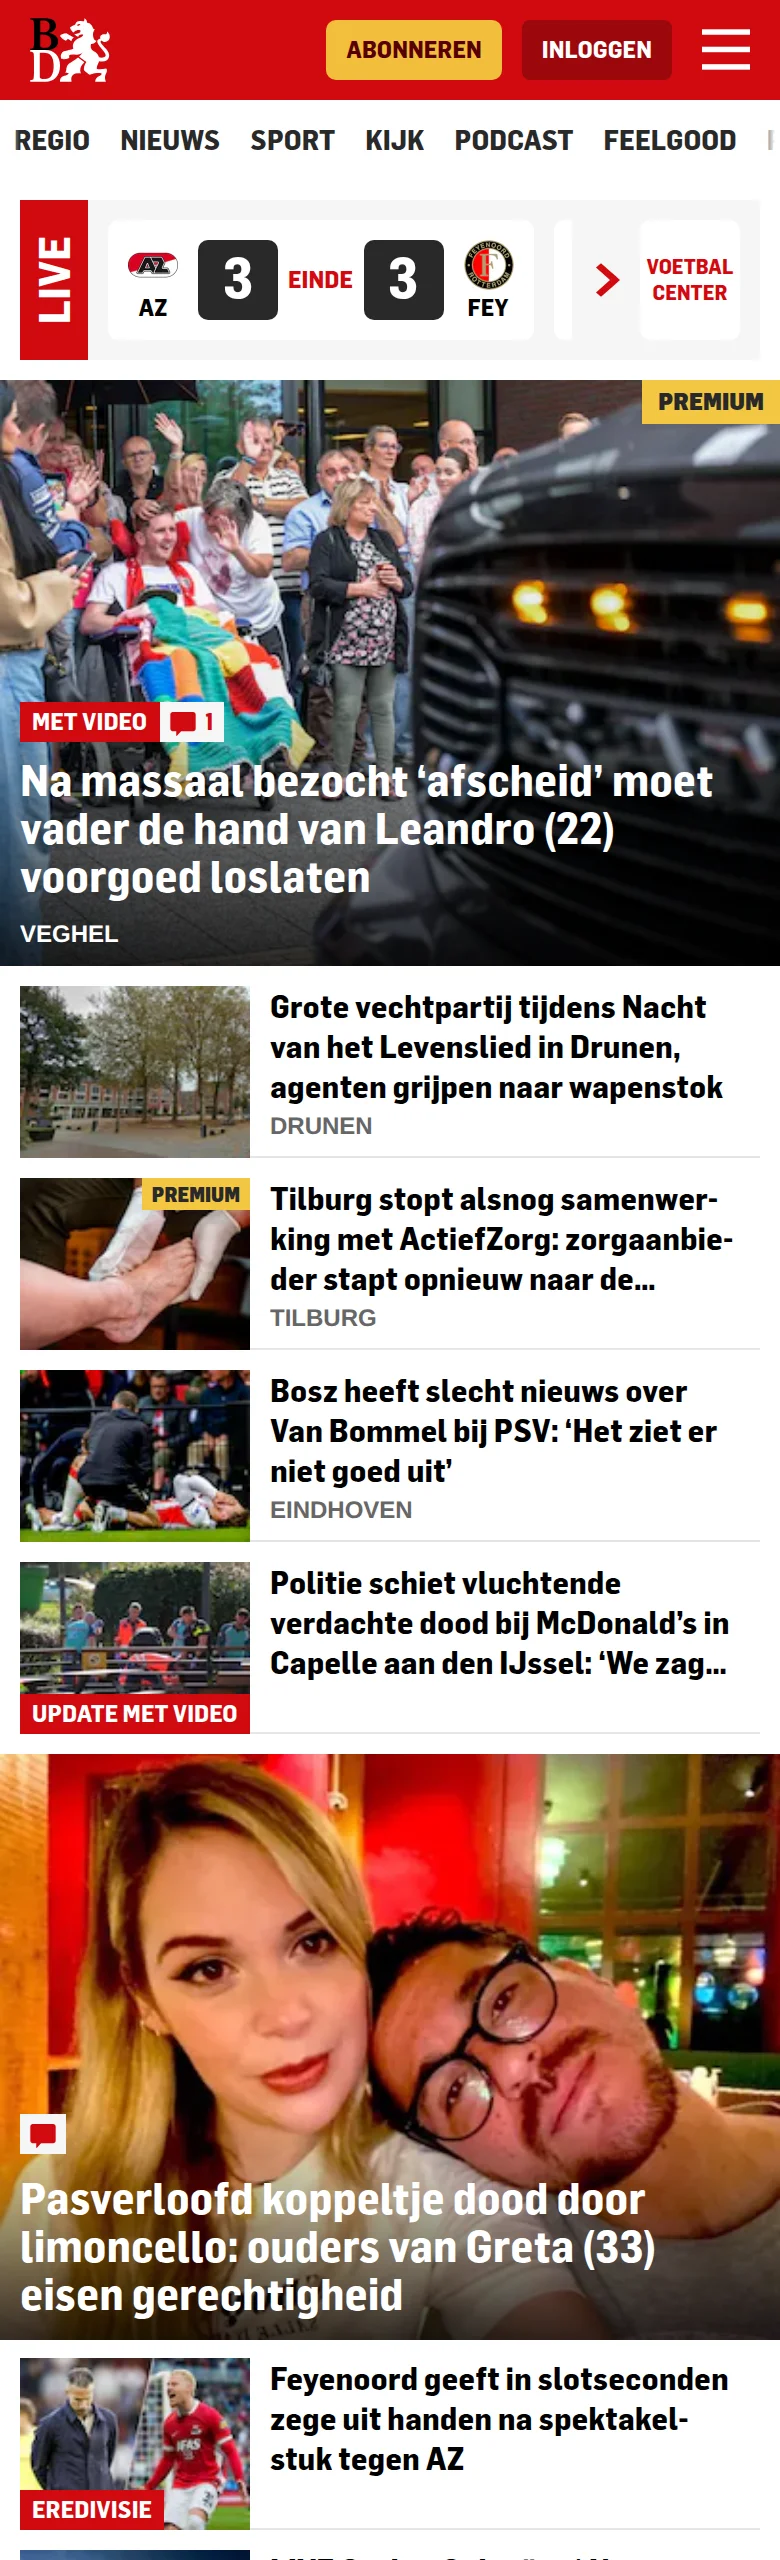 B
D
ABONNEREN
INLOGGEN
REGIO NIEUWS SPORT KIJK PODCAST FEELGOOD
LIVE
AZ
3
EINDE
3
FEY
VOETBAL
CENTER
PREMIUM
MET VIDEO
1
Na massaal bezocht ‘afscheid’ moet
vader de hand van Leandro (22)
voorgoed loslaten
VEGHEL
Grote vechtpartij tijdens Nacht
van het Levenslied in Drunen,
agenten grijpen naar wapenstok
DRUNEN
PREMIUM
Tilburg stopt alsnog samenwer-
king met ActiefZorg: zorgaanbie-
der stapt opnieuw naar de...
TILBURG
Bosz heeft slecht nieuws over
Van Bommel bij PSV: ‘Het ziet er
niet goed uit’
EINDHOVEN
UPDATE MET VIDEO
Politie schiet vluchtende
verdachte dood bij McDonald’s in
Capelle aan den IJssel: ‘We zag...
Pasverloofd koppeltje dood door
limoncello: ouders van Greta (33)
eisen gerechtigheid
EREDIVISIE
Feyenoord geeft in slotseconden
zege uit handen na spektakel-
stuk tegen AZ